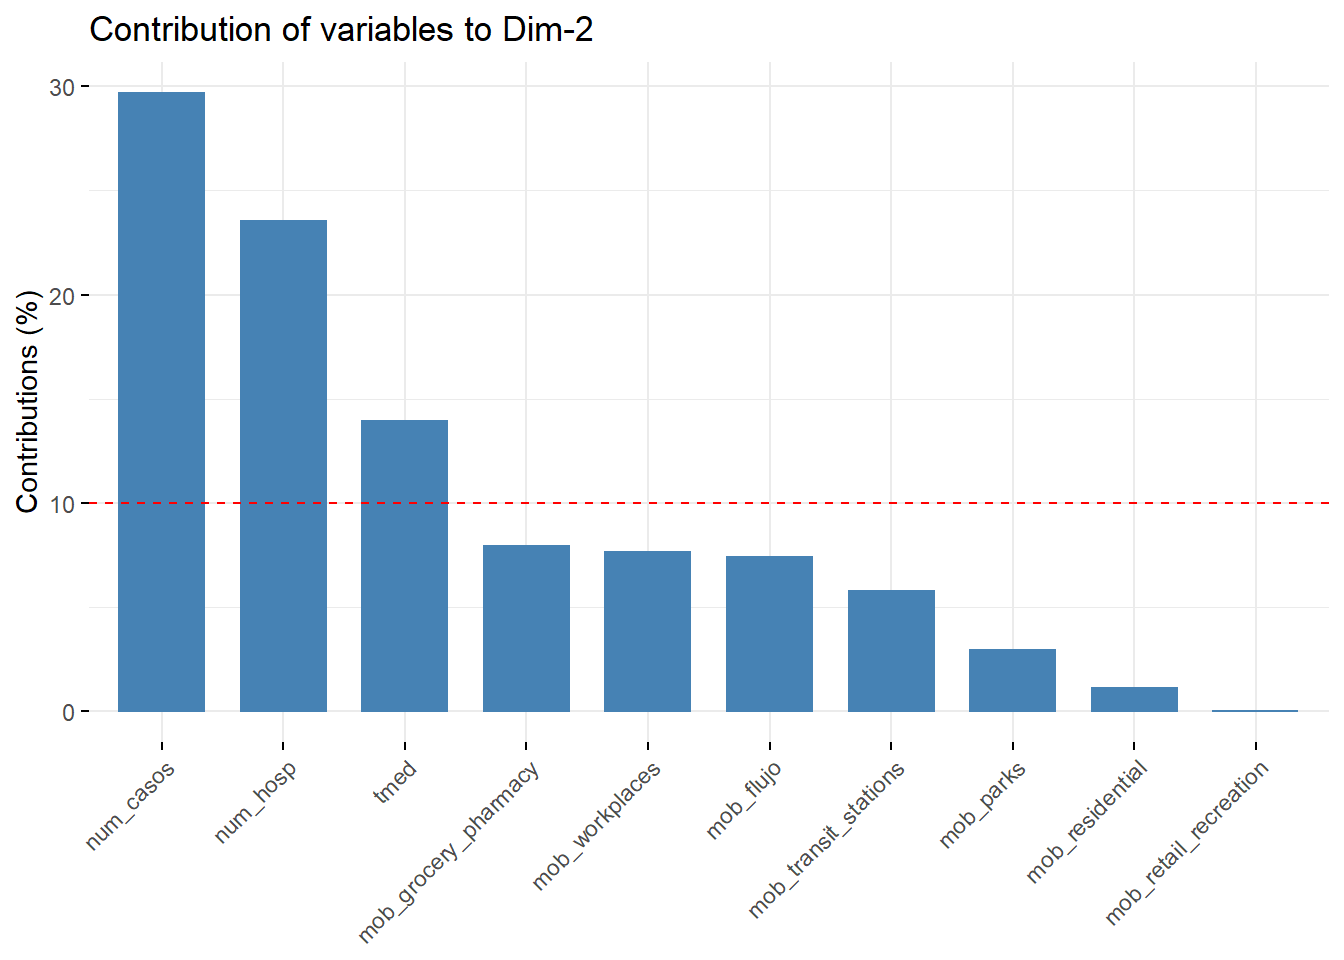 Contribution of variables to Dim-2
Contributions (%)
30
20
10
0
num_casos
num_hosp
tmed
mob_grocery_pharmacy
mob_workplaces
mob_flujo
mob_transit_stations
mob_parks
mob_residential
mob_retail_recreation